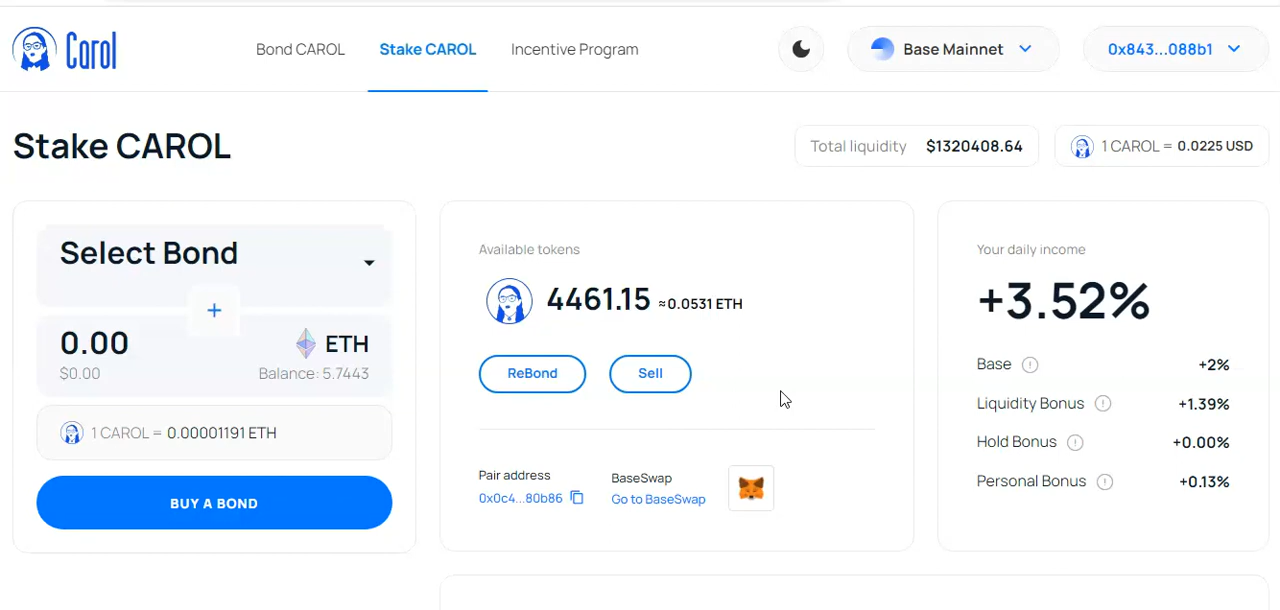 Carol
Bond CAROL
Stake CAROL
Incentive Program
Base Mainnet
0x843...088b1
Stake CAROL
Total liquidity $1320408.64
1 CAROL = 0.0225 USD
Select Bond
+
0.00
ETH
$0.00
Balance: 5.7443
1 CAROL = 0.00001191 ETH
BUY A BOND
Available tokens
4461.15 ≈0.0531 ETH
ReBond
Sell
Pair address
0x0c4...80b86
BaseSwap
Go to BaseSwap
Your daily income
+3.52%
Base +2%
Liquidity Bonus +1.39%
Hold Bonus +0.00%
Personal Bonus +0.13%